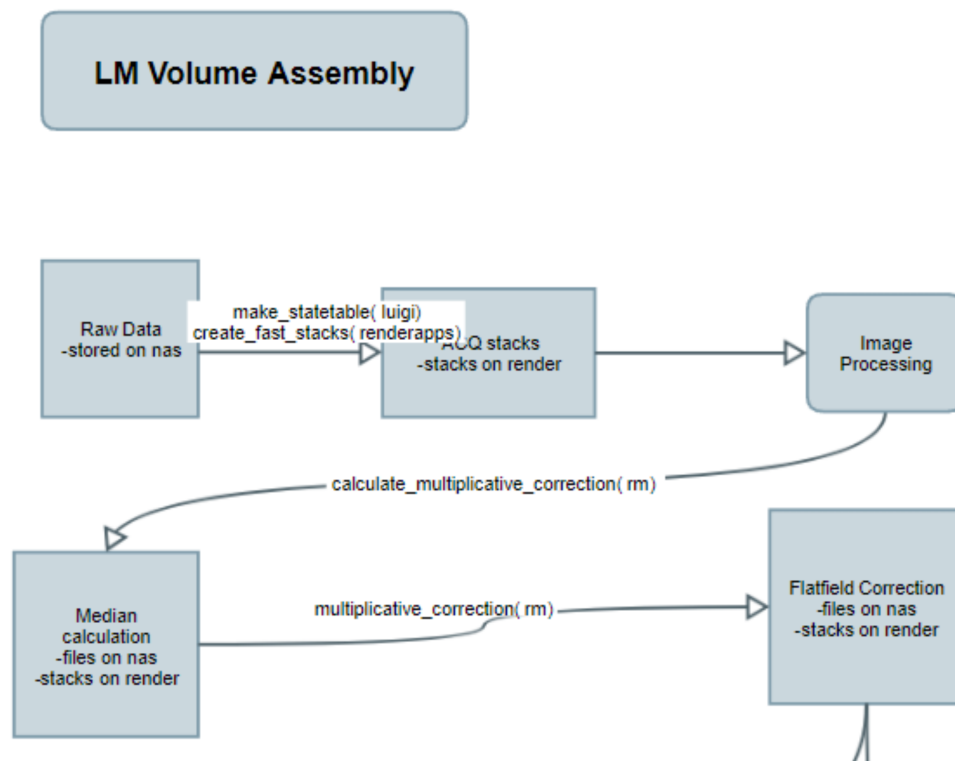 LM Volume Assembly
make_statetable( luigi)
create_fast_stacks( renderapps)
Raw Data
-stored on nas
ACQ stacks
-stacks on render
Image
Processing
calculate_multiplicative_correction( rm)
Median
calculation
-files on nas
-stacks on render
multiplicative_correction( rm)
Flatfield Correction
-files on nas
-stacks on render